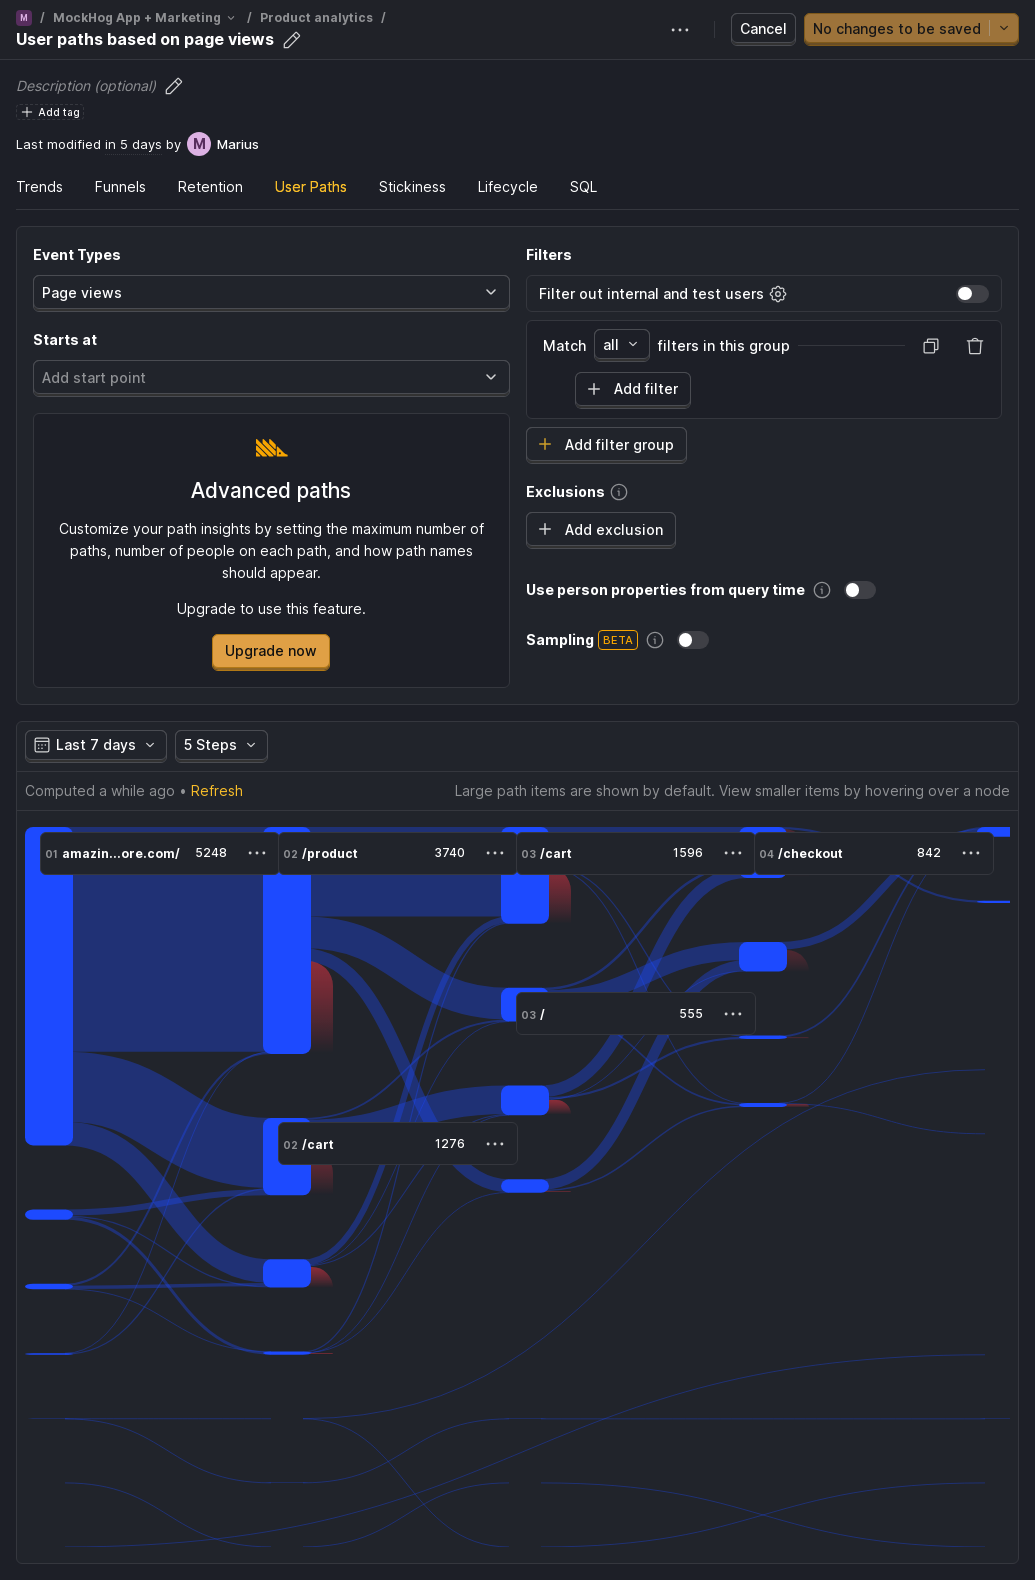 M / MockHog App + Marketing / Product analytics /
User paths based on page views
Cancel
No changes to be saved
Description (optional)
Add tag
Last modified in 5 days by M Marius
Trends Funnels Retention User Paths Stickiness Lifecycle SQL
Event Types
Page views
Starts at
Add start point
Advanced paths
Customize your path insights by setting the maximum number of
paths, number of people on each path, and how path names
should appear.
Upgrade to use this feature.
Upgrade now
Filters
Filter out internal and test users
Match all filters in this group
Add filter
Add filter group
Exclusions
Add exclusion
Use person properties from query time
Sampling BETA
Last 7 days 5 Steps
Computed a while ago • Refresh
Large path items are shown by default. View smaller items by hovering over a node
01 amazin...ore.com/ 5248
02 /product 3740
03 /cart 1596
04 /checkout 842
03 / 555
02 /cart 1276